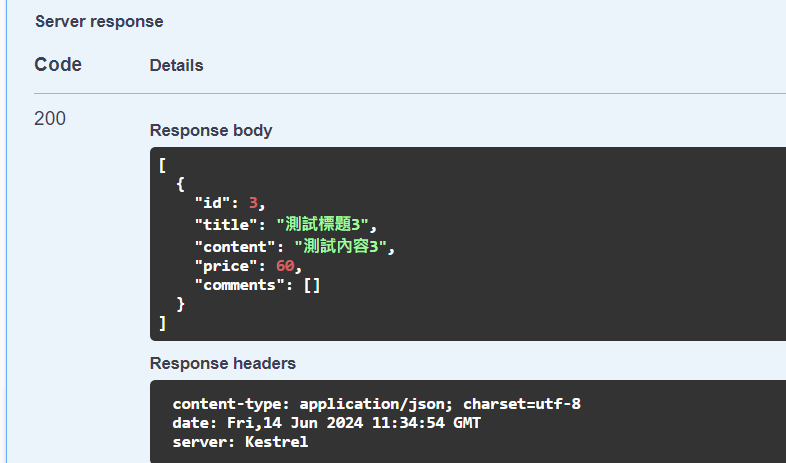 Server response
Code Details
200
Response body
[
{
"id": 3,
"title": "測試標題3",
"content": "測試內容3",
"price": 60,
"comments": []
}
]
Response headers
content-type: application/json; charset=utf-8
date: Fri,14 Jun 2024 11:34:54 GMT
server: Kestrel